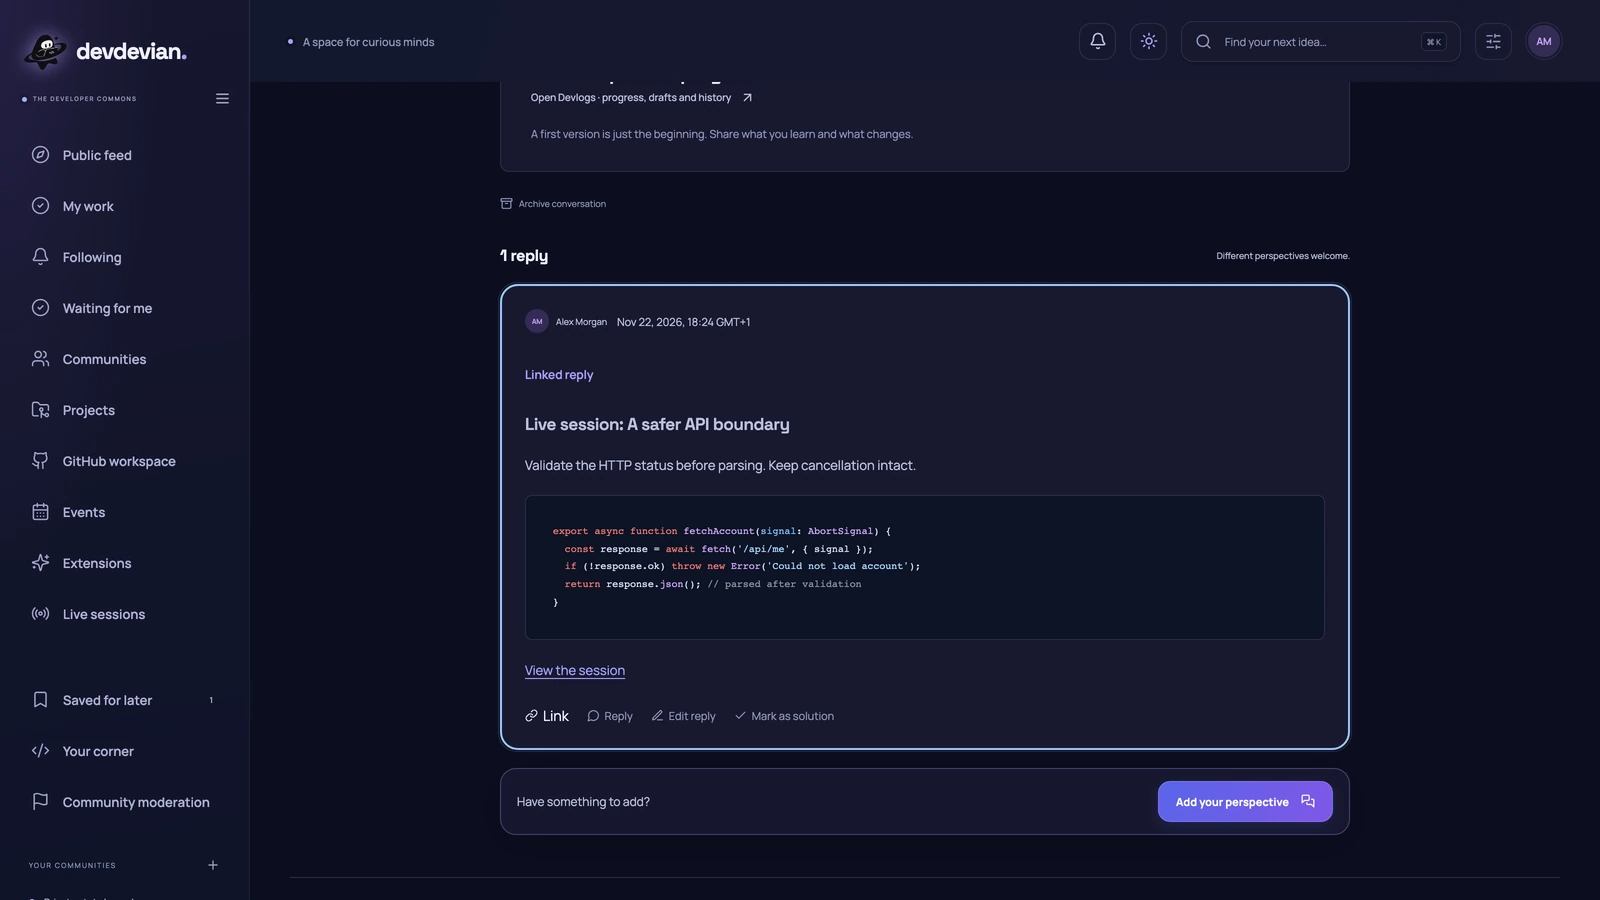 devdevian.
THE DEVELOPER COMMONS
Public feed
My work
Following
Waiting for me
Communities
Projects
GitHub workspace
Events
Extensions
Live sessions
Saved for later 1
Your corner
Community moderation
YOUR COMMUNITIES
A space for curious minds
Find your next idea...
⌘K
AM
Open Devlogs · progress, drafts and history
A first version is just the beginning. Share what you learn and what changes.
Archive conversation
1 reply
Different perspectives welcome.
AM Alex Morgan Nov 22, 2026, 18:24 GMT+1
Linked reply
Live session: A safer API boundary
Validate the HTTP status before parsing. Keep cancellation intact.
export async function fetchAccount(signal: AbortSignal) {
  const response = await fetch('/api/me', { signal });
  if (!response.ok) throw new Error('Could not load account');
  return response.json(); // parsed after validation
}
View the session
Link Reply Edit reply Mark as solution
Have something to add?
Add your perspective